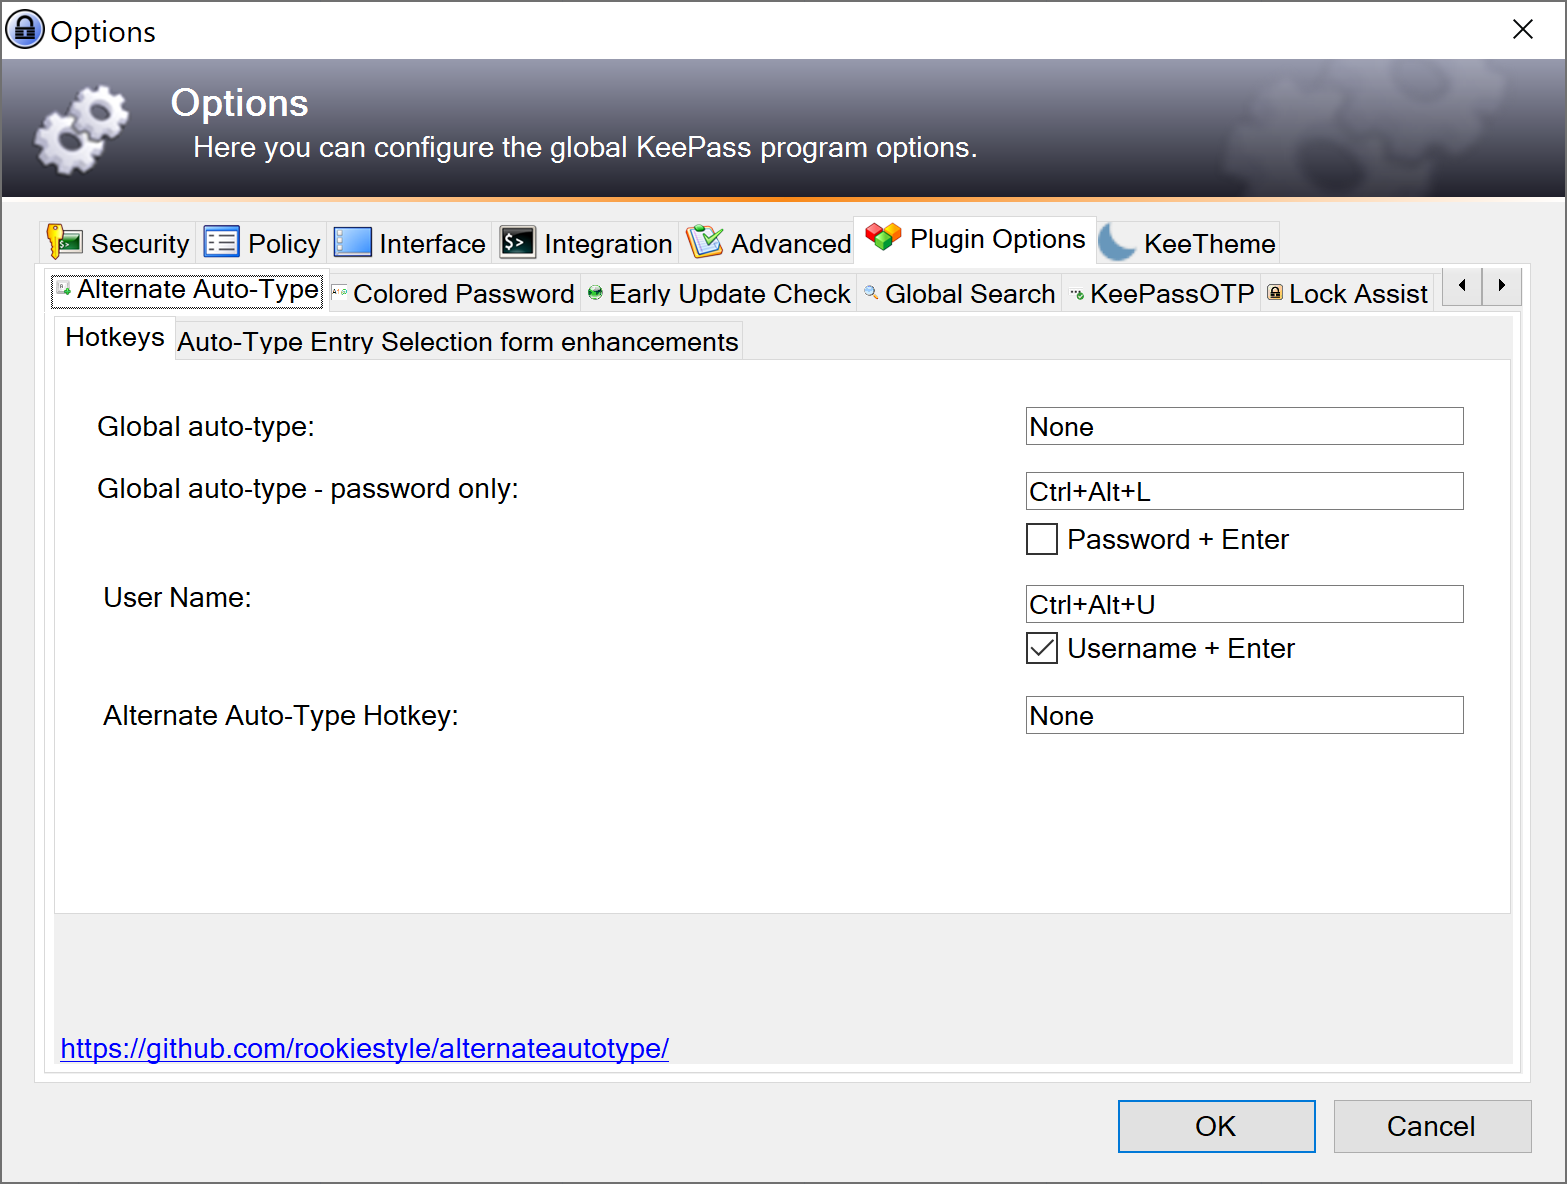 Options
Options
Here you can configure the global KeePass program options.
Security Policy Interface Integration Advanced Plugin Options KeeTheme
Alternate Auto-Type Colored Password Early Update Check Global Search KeePassOTP Lock Assist
Hotkeys Auto-Type Entry Selection form enhancements
Global auto-type: None
Global auto-type - password only: Ctrl+Alt+L
Password + Enter
User Name: Ctrl+Alt+U
Username + Enter
Alternate Auto-Type Hotkey: None
https://github.com/rookiestyle/alternateautotype/
OK Cancel